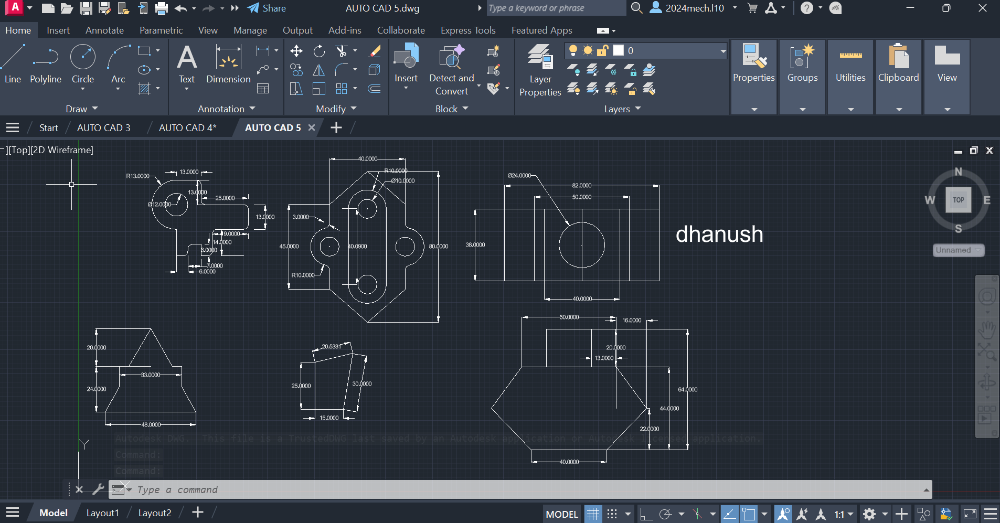 A Share AUTO CAD 5.dwg Type a keyword or phrase 2024mech.l10 ?
Home Insert Annotate Parametric View Manage Output Add-ins Collaborate Express Tools Featured Apps
Line Polyline Circle Arc Text Dimension Insert Detect and Convert Layer Properties 0 Properties Groups Utilities Clipboard View
Draw Annotation Modify Block Layers
Start AUTO CAD 3 AUTO CAD 4* AUTO CAD 5
][Top][2D Wireframe]
R13.0000
13.0000
13.0000
Ø12.0000
25.0000
13.0000
19.0000
14.0000
6.0000
7.0000
6.0000
40.0000
R10.0000
Ø10.0000
3.0000
45.0000
40.0000
80.0000
R10.0000
Ø24.0000
82.0000
50.0000
38.0000
40.0000
dhanush
N
W TOP E
S
Unnamed
20.0000
33.0000
24.0000
48.0000
20.5331
25.0000
30.0000
15.0000
50.0000
16.0000
20.0000
13.0000
64.0000
44.0000
22.0000
40.0000
Autodesk DWG. This file is a TrustedDWG last saved by an Autodesk application or Autodesk licensed application.
Command:
Command:
Y
X
Type a command
Model Layout1 Layout2 MODEL 1:1